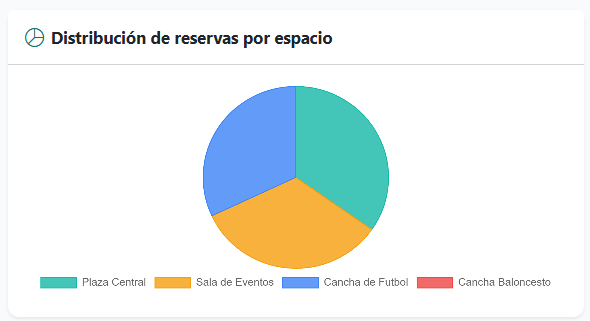 Distribución de reservas por espacio
Plaza Central Sala de Eventos Cancha de Futbol Cancha Baloncesto